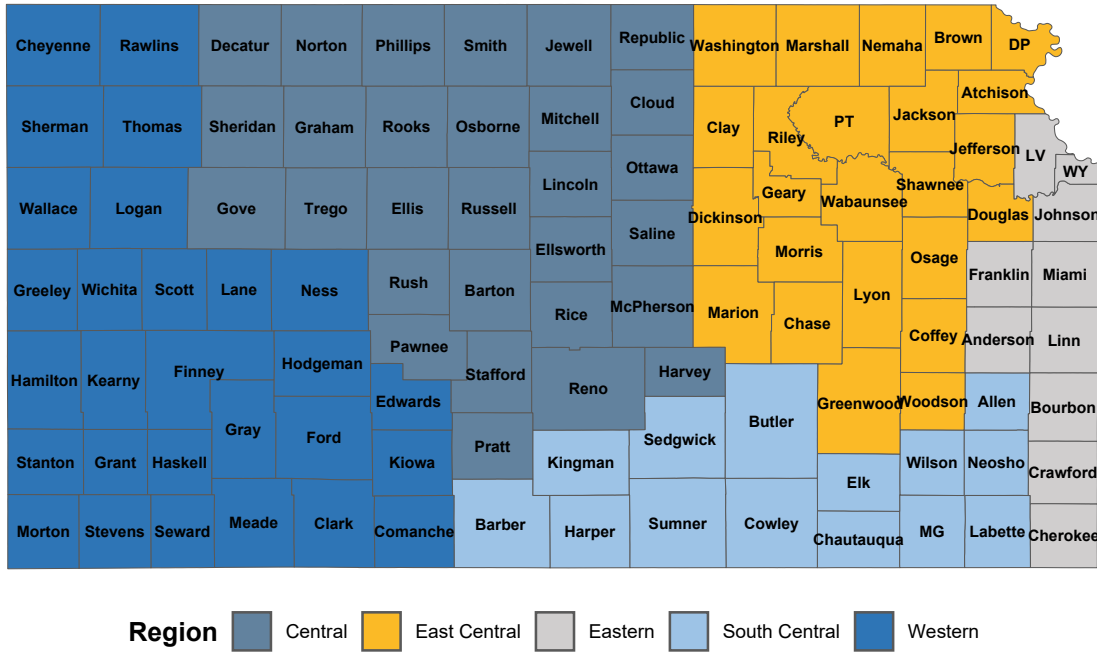 Cheyenne Rawlins Decatur Norton Phillips Smith Jewell Republic Washington Marshall Nemaha Brown DP
Atchison
Sherman Thomas Sheridan Graham Rooks Osborne Mitchell Cloud Clay Riley PT Jackson Jefferson LV
WY
Wallace Logan Gove Trego Ellis Russell Lincoln Ottawa Dickinson Geary Wabaunsee Shawnee Douglas Johnson
Ellsworth Saline Morris Osage Franklin Miami
Greeley Wichita Scott Lane Ness Rush Barton Rice McPherson Marion Chase Lyon Coffey Anderson Linn
Pawnee
Hamilton Kearny Finney Hodgeman Edwards Stafford Reno Harvey Butler Greenwood Woodson Allen Bourbon
Gray Ford Sedgwick
Stanton Grant Haskell Kiowa Pratt Kingman Elk Wilson Neosho Crawford
Morton Stevens Seward Meade Clark Comanche Barber Harper Sumner Cowley Chautauqua MG Labette Cherokee
Region Central East Central Eastern South Central Western